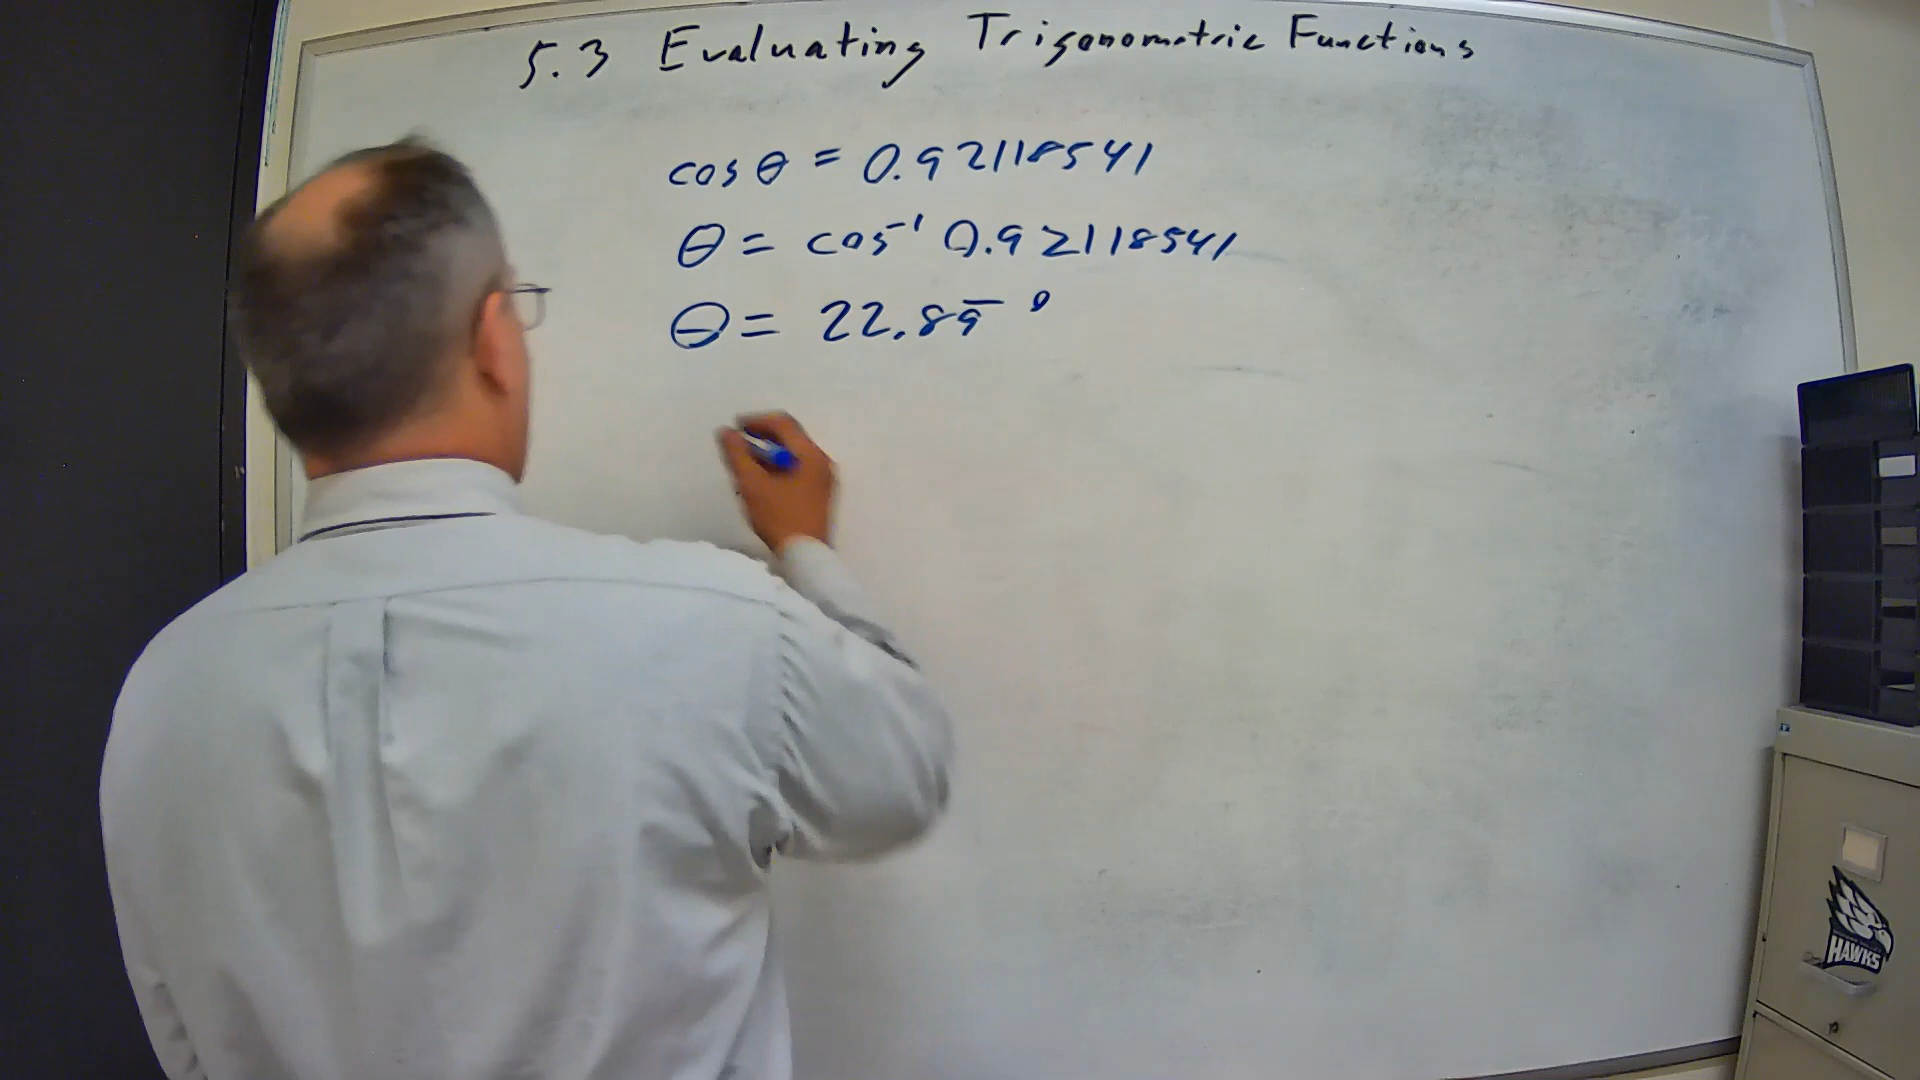 5.3 Evaluating Trigonometric Functions
cos θ = 0.92118541
θ = cos⁻¹ 0.92118541
θ = 22.89 °
HAWKS